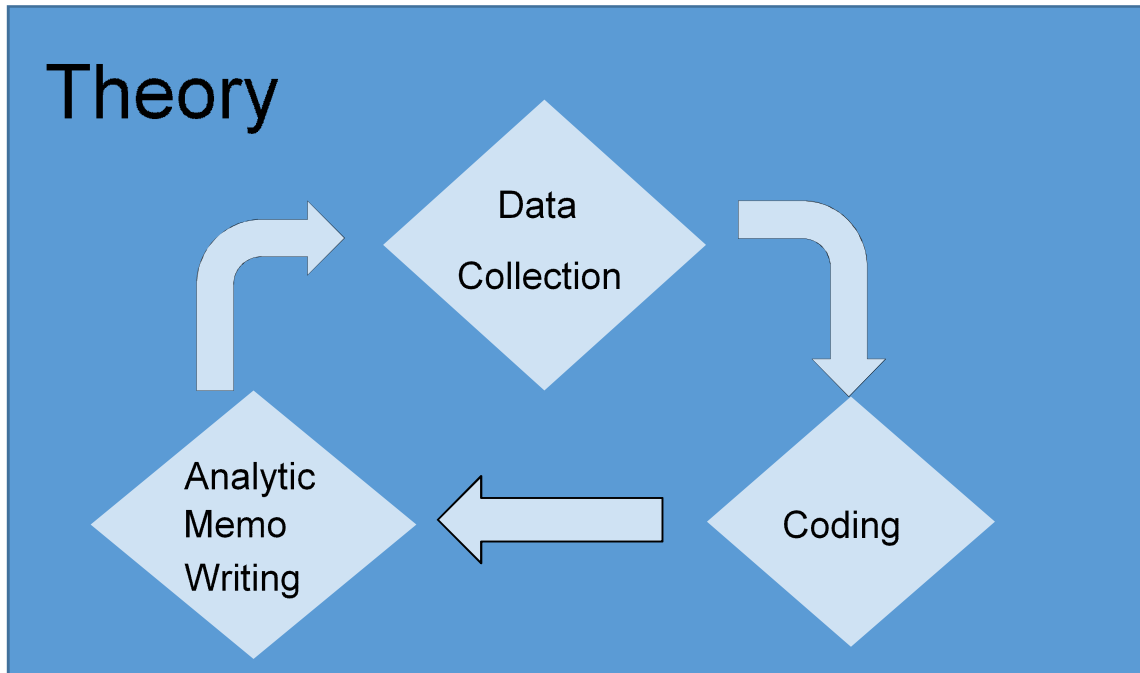 Theory
Data
Collection
Coding
Analytic
Memo
Writing